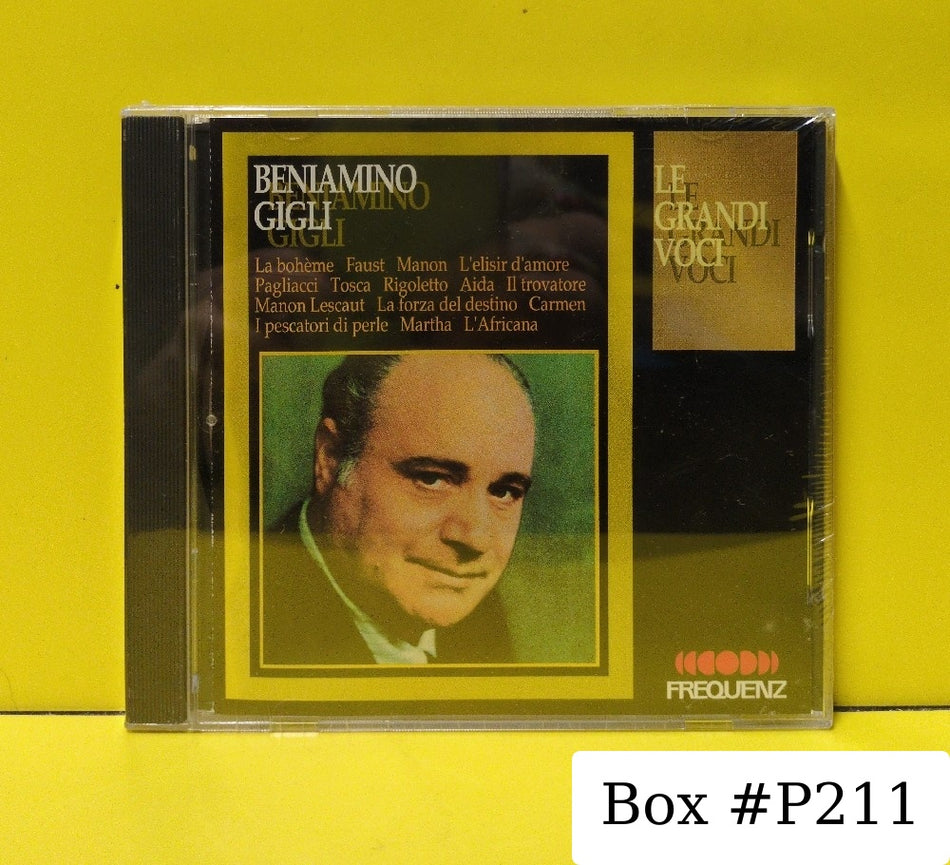 BENIAMINO
GIGLI
La bohème Faust Manon L'elisir d'amore
Pagliacci Tosca Rigoletto Aida Il trovatore
Manon Lescaut La forza del destino Carmen
I pescatori di perle Martha L'Africana
LE
GRANDI
VOCI
FREQUENZ
Box #P211